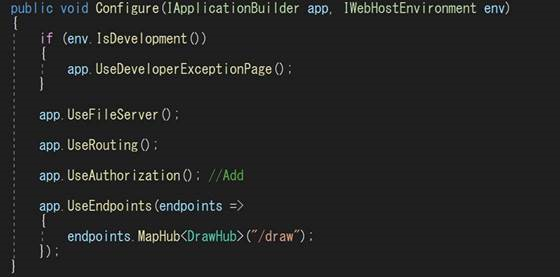 public void Configure(IApplicationBuilder app, IWebHostEnvironment env)
{
if (env.IsDevelopment())
{
app.UseDeveloperExceptionPage();
}
app.UseFileServer();
app.UseRouting();
app.UseAuthorization(); //Add
app.UseEndpoints(endpoints =>
{
endpoints.MapHub<DrawHub>("/draw");
});
}